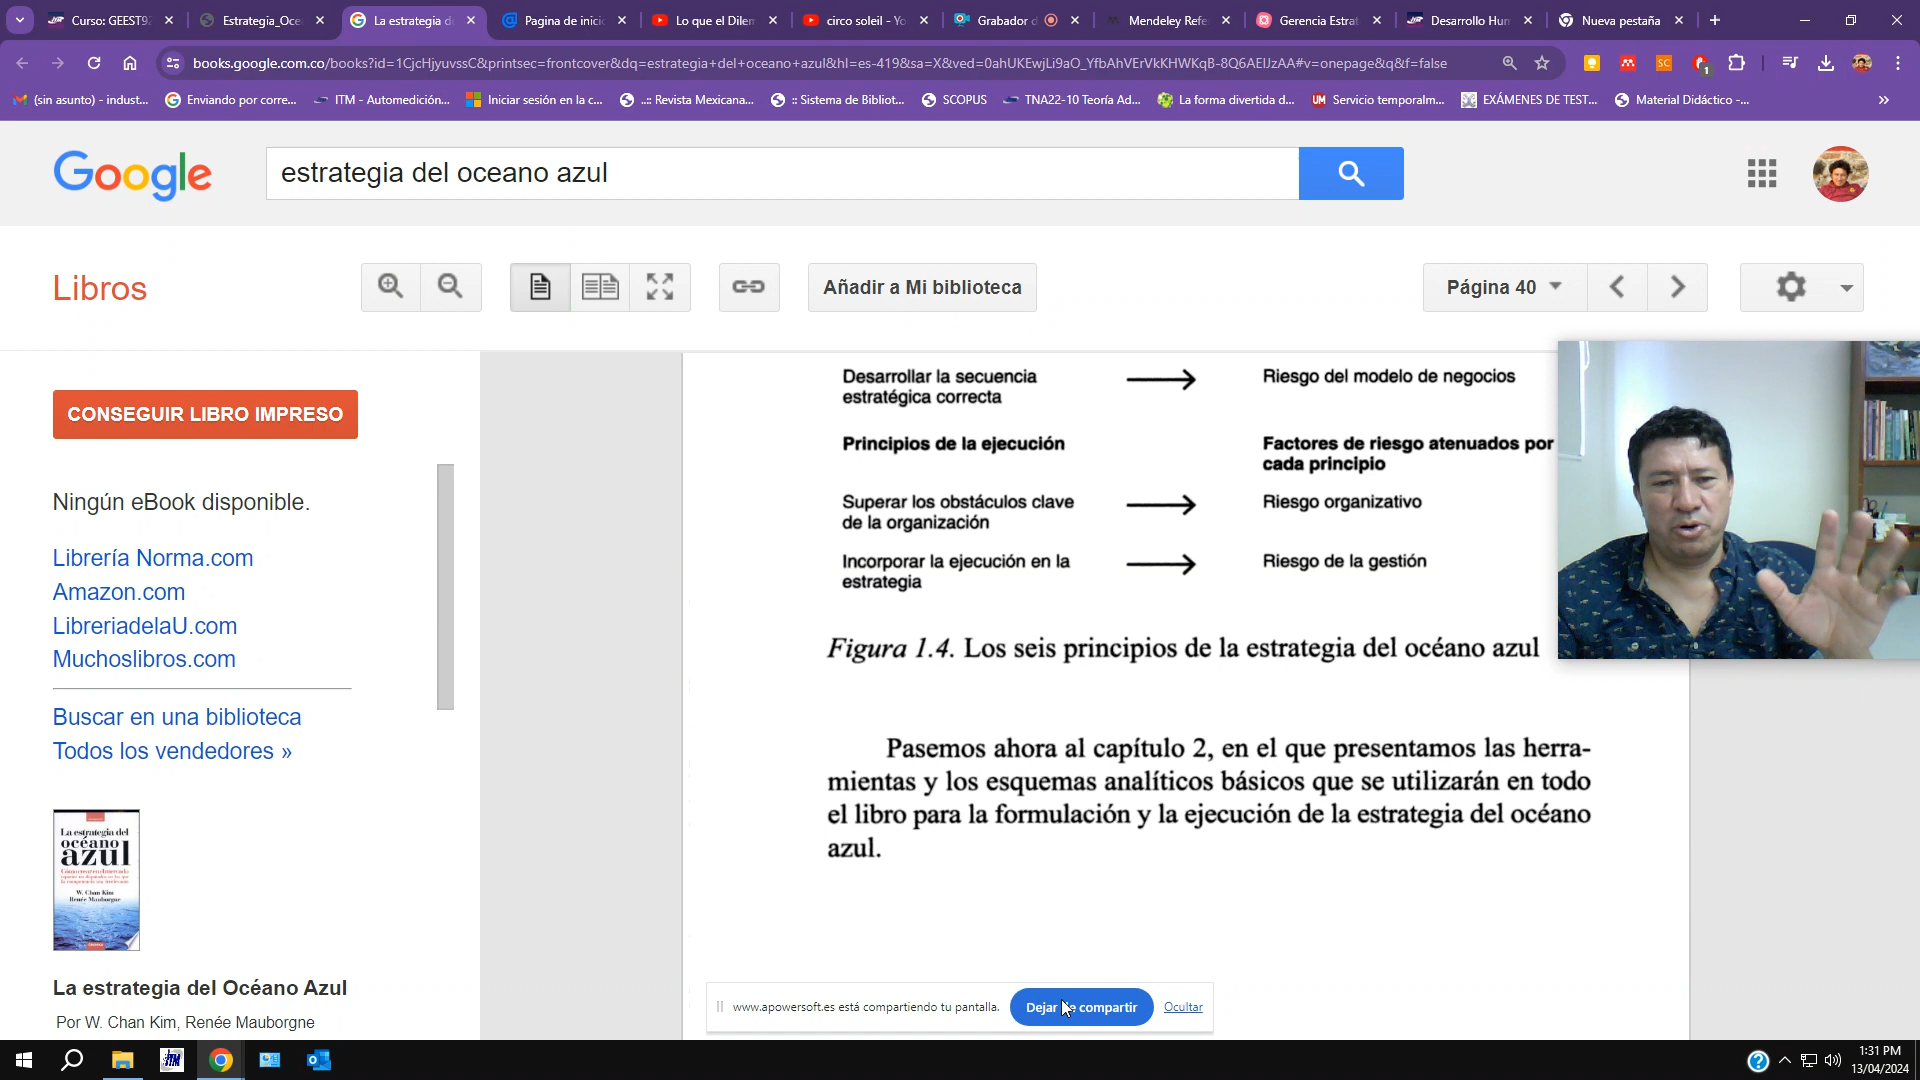 Curso: GEEST92
Estrategia_Oce
La estrategia d
Pagina de inicio
Lo que el Dilem
circo soleil - Yo
Grabador d
Mendeley Refe
Gerencia Estrat
Desarrollo Hum
Nueva pestaña
books.google.com.co/books?id=1CjcHjyuvssC&printsec=frontcover&dq=estrategia+del+oceano+azul&hl=es-419&sa=X&ved=0ahUKEwjLi9aO_YfbAhVErVkKHWKqB-8Q6AEIJzAA#v=onepage&q&f=false
(sin asunto) - indust...
Enviando por corre...
ITM - Automedición...
Iniciar sesión en la c...
..:: Revista Mexicana...
:: Sistema de Bibliot...
SCOPUS
TNA22-10 Teoría Ad...
La forma divertida d...
Servicio temporalm...
EXÁMENES DE TEST...
Material Didáctico -...
Google
estrategia del oceano azul
Libros
Añadir a Mi biblioteca
Página 40
CONSEGUIR LIBRO IMPRESO
Ningún eBook disponible.
Librería Norma.com
Amazon.com
LibreriadelaU.com
Muchoslibros.com
Buscar en una biblioteca
Todos los vendedores »
La estrategia del
océano
azul
W. Chan Kim
Renée Mauborgne
La estrategia del Océano Azul
Por W. Chan Kim, Renée Mauborgne
Desarrollar la secuencia
estratégica correcta
Riesgo del modelo de negocios
Principios de la ejecución
Factores de riesgo atenuados por
cada principio
Superar los obstáculos clave
de la organización
Riesgo organizativo
Incorporar la ejecución en la
estrategia
Riesgo de la gestión
Figura 1.4. Los seis principios de la estrategia del océano azul
Pasemos ahora al capítulo 2, en el que presentamos las herra-
mientas y los esquemas analíticos básicos que se utilizarán en todo
el libro para la formulación y la ejecución de la estrategia del océano
azul.
www.apowersoft.es está compartiendo tu pantalla.
Dejar de compartir
Ocultar
1:31 PM
13/04/2024